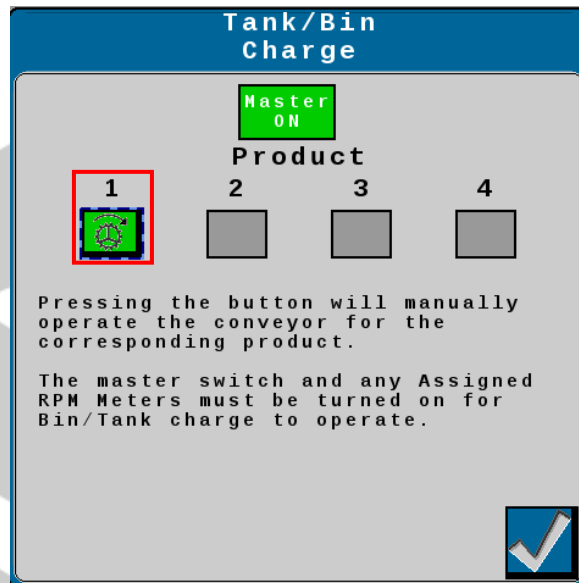 Tank/Bin
Charge
Master
ON
Product
1 2 3 4
Pressing the button will manually
operate the conveyor for the
corresponding product.
The master switch and any Assigned
RPM Meters must be turned on for
Bin/Tank charge to operate.